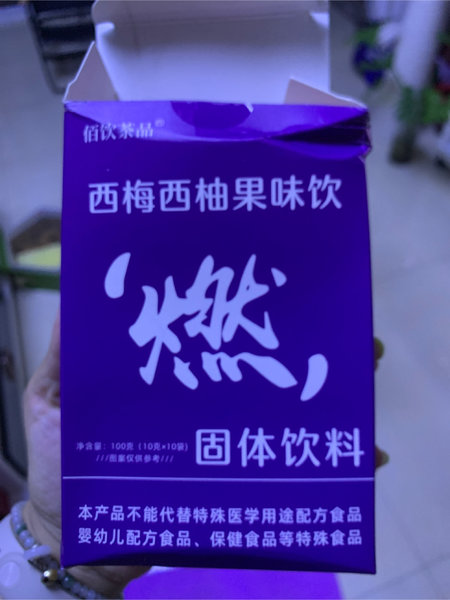 佰饮茶品®
西梅西柚果味饮
‘燃’
净含量：100克（10克×10袋）
///图案仅供参考///
固体饮料
本产品不能代替特殊医学用途配方食品
婴幼儿配方食品、保健食品等特殊食品